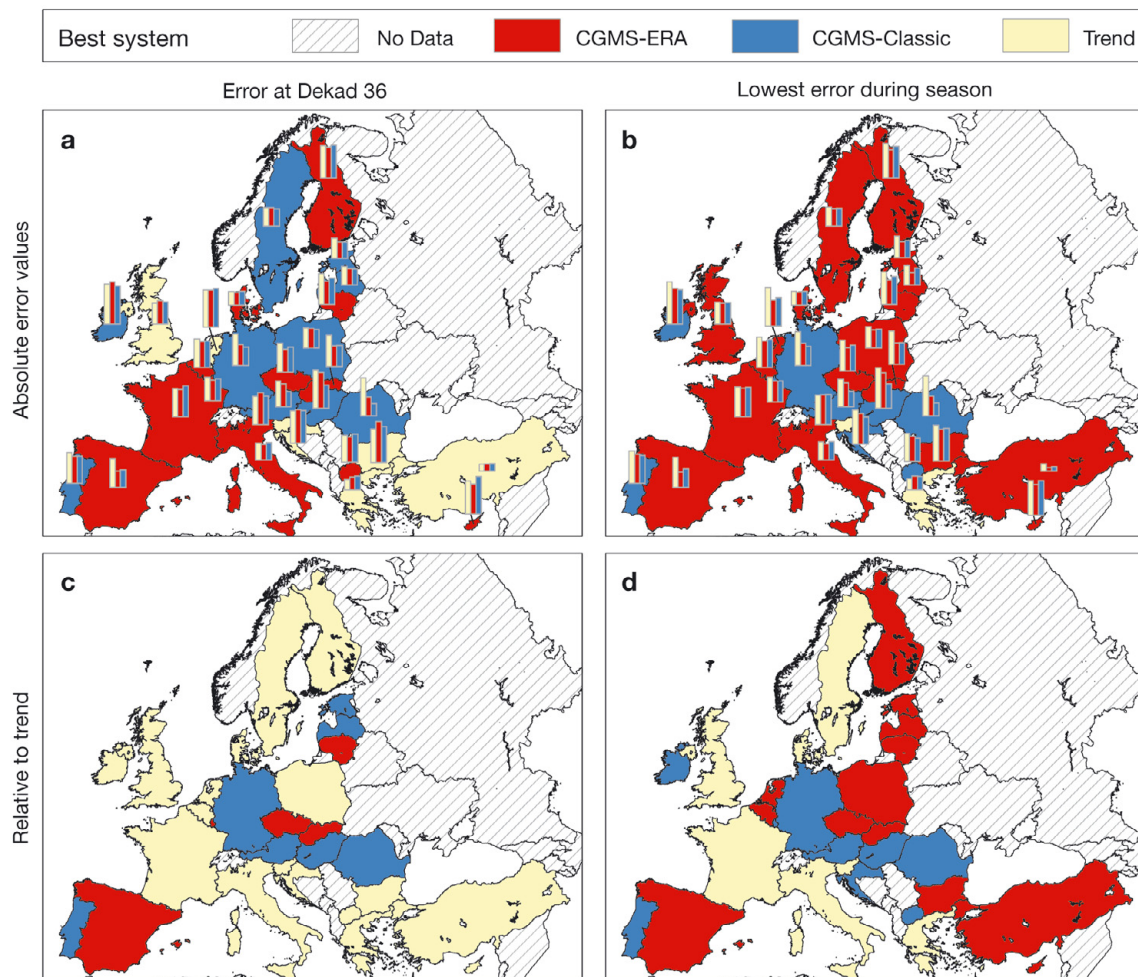 Best system
No Data
CGMS-ERA
CGMS-Classic
Trend
Error at Dekad 36
Lowest error during season
Absolute error values
a
b
Relative to trend
c
d